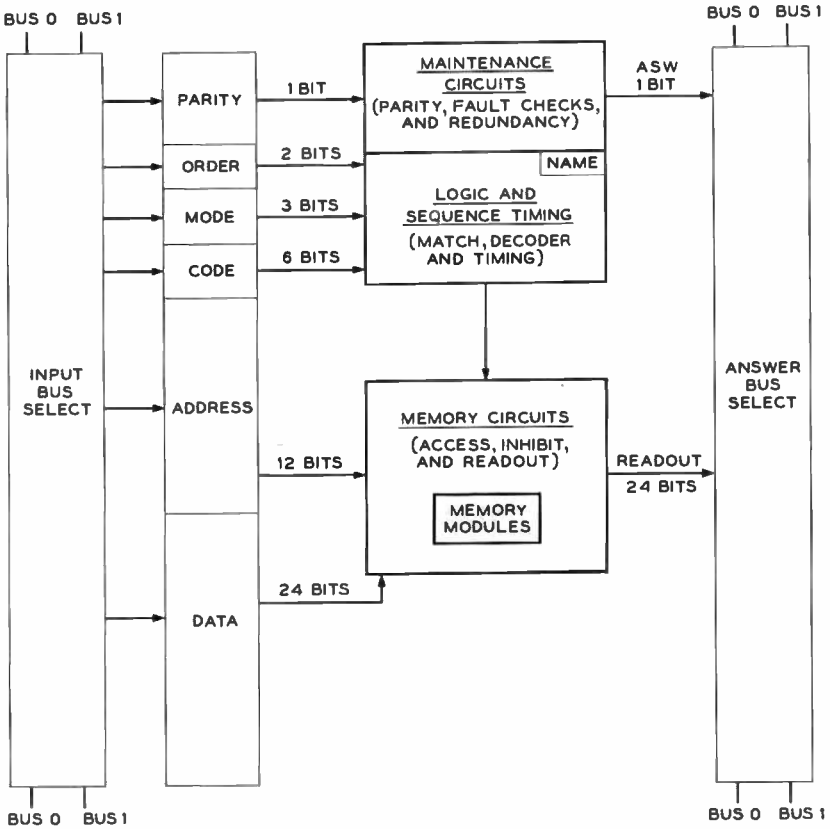 BUS 0 BUS 1
BUS 0 BUS 1
INPUT
BUS
SELECT
BUS 0 BUS 1
PARITY
ORDER
MODE
CODE
ADDRESS
DATA
1 BIT
2 BITS
3 BITS
6 BITS
12 BITS
24 BITS
MAINTENANCE
CIRCUITS
(PARITY, FAULT CHECKS,
AND REDUNDANCY)
NAME
LOGIC AND
SEQUENCE TIMING
(MATCH, DECODER
AND TIMING)
MEMORY CIRCUITS
(ACCESS, INHIBIT,
AND READOUT)
MEMORY
MODULES
ASW
1 BIT
READOUT
24 BITS
ANSWER
BUS
SELECT
BUS 0 BUS 1